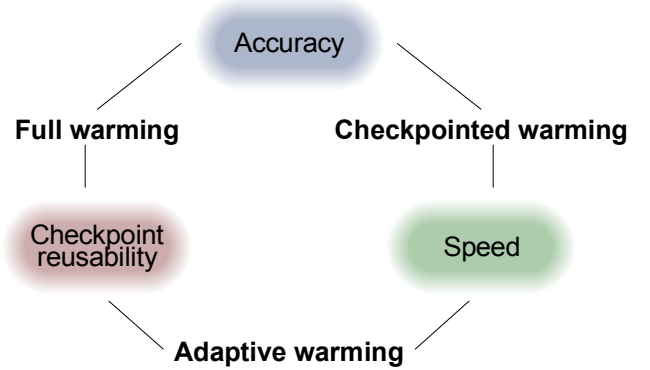 Accuracy
Full warming
Checkpointed warming
Checkpoint
reusability
Speed
Adaptive warming